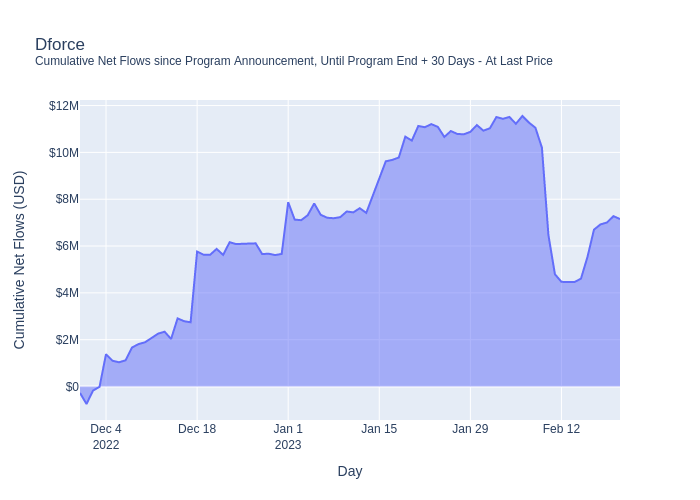 Dforce
Cumulative Net Flows since Program Announcement, Until Program End + 30 Days - At Last Price
Cumulative Net Flows (USD)
$12M
$10M
$8M
$6M
$4M
$2M
$0
Dec 4
2022
Dec 18
Jan 1
2023
Jan 15
Jan 29
Feb 12
Day